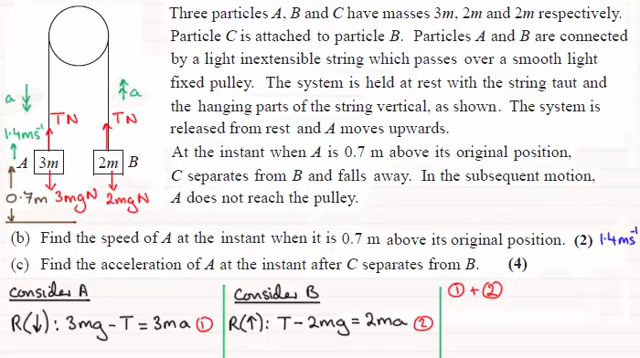 Three particles A, B and C have masses 3m, 2m and 2m respectively.
Particle C is attached to particle B. Particles A and B are connected
by a light inextensible string which passes over a smooth light
fixed pulley. The system is held at rest with the string taut and
the hanging parts of the string vertical, as shown. The system is
released from rest and A moves upwards.
At the instant when A is 0.7 m above its original position,
C separates from B and falls away. In the subsequent motion,
A does not reach the pulley.
a
a
TN
TN
1.4ms⁻¹
A 3m
2m B
0.7m 3mgN 2mgN
(b) Find the speed of A at the instant when it is 0.7 m above its original position. (2) 1.4ms⁻¹
(c) Find the acceleration of A at the instant after C separates from B. (4)
Consider A
R(↓): 3mg - T = 3ma ①
Consider B
R(↑): T - 2mg = 2ma ②
① + ②